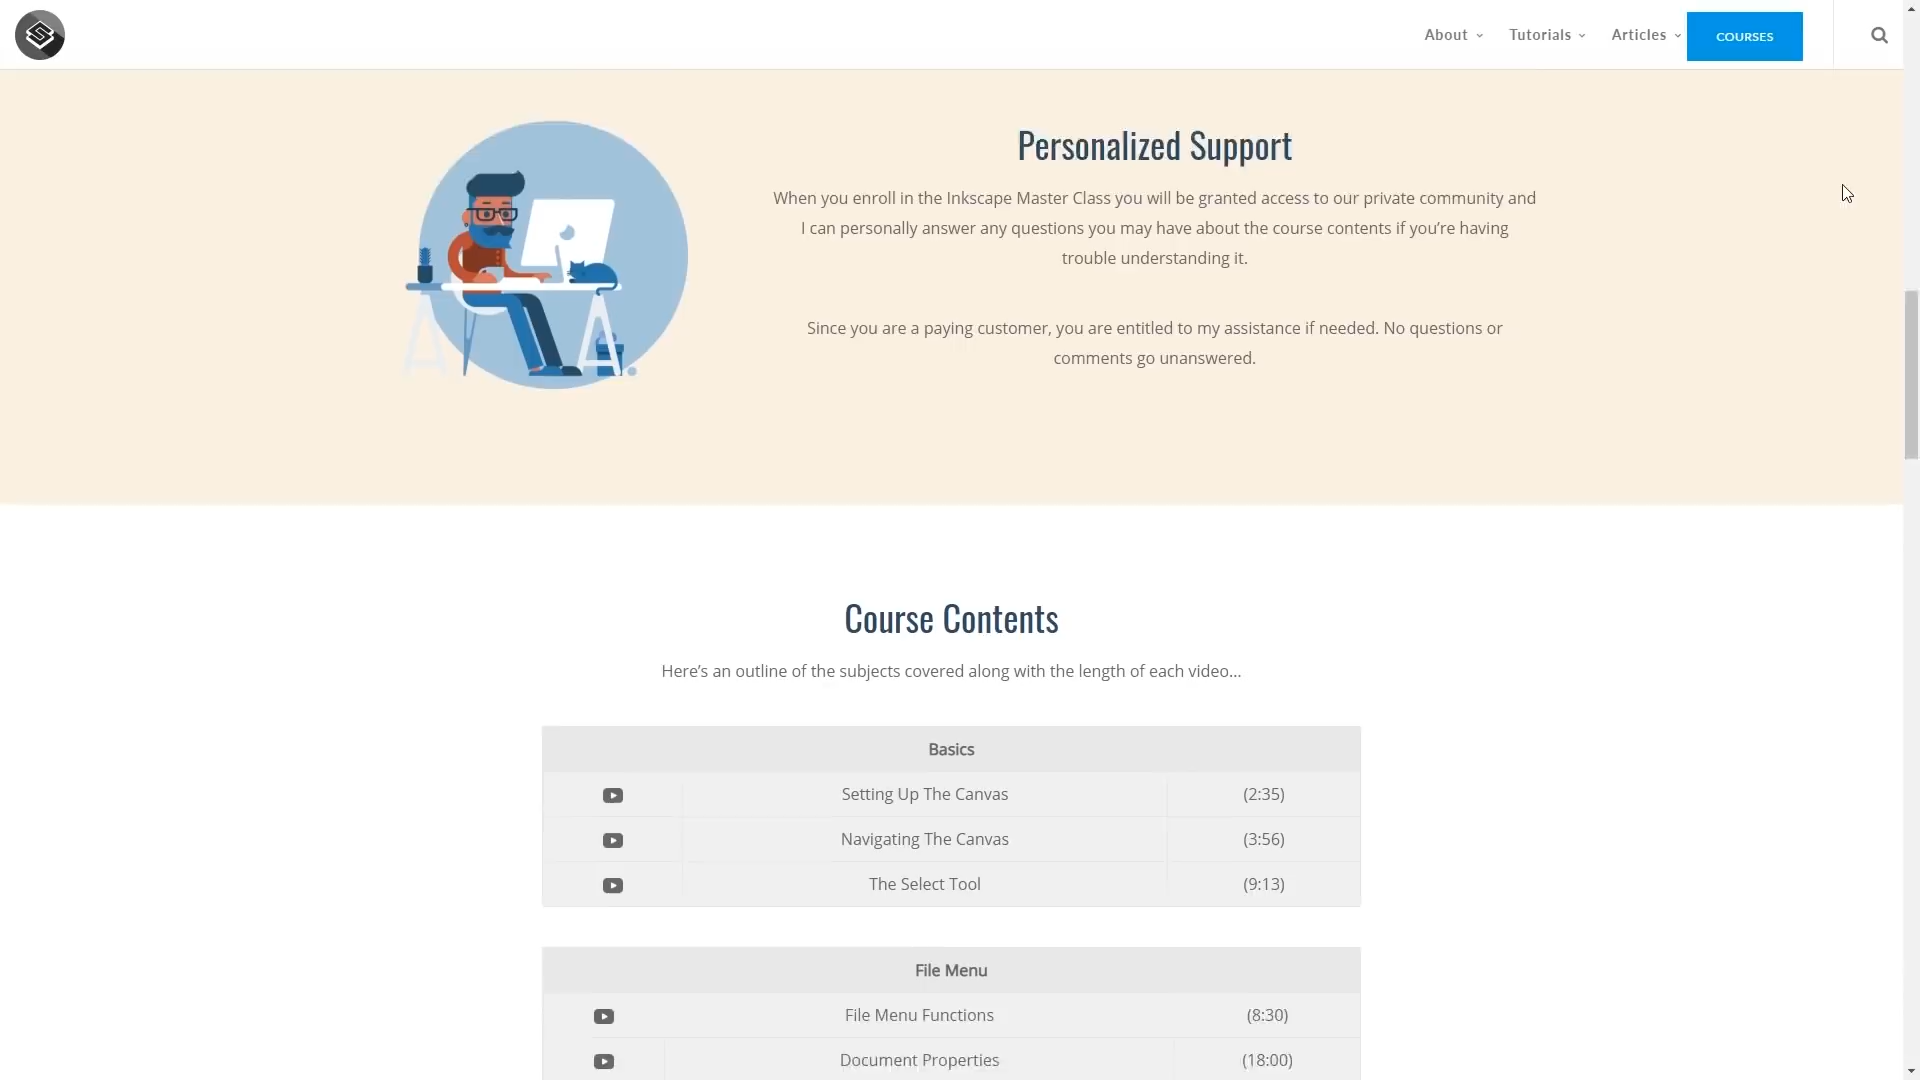 About
Tutorials
Articles
COURSES
Personalized Support
When you enroll in the Inkscape Master Class you will be granted access to our private community and
I can personally answer any questions you may have about the course contents if you’re having
trouble understanding it.
Since you are a paying customer, you are entitled to my assistance if needed. No questions or
comments go unanswered.
Course Contents
Here’s an outline of the subjects covered along with the length of each video...
Basics
Setting Up The Canvas (2:35)
Navigating The Canvas (3:56)
The Select Tool (9:13)
File Menu
File Menu Functions (8:30)
Document Properties (18:00)